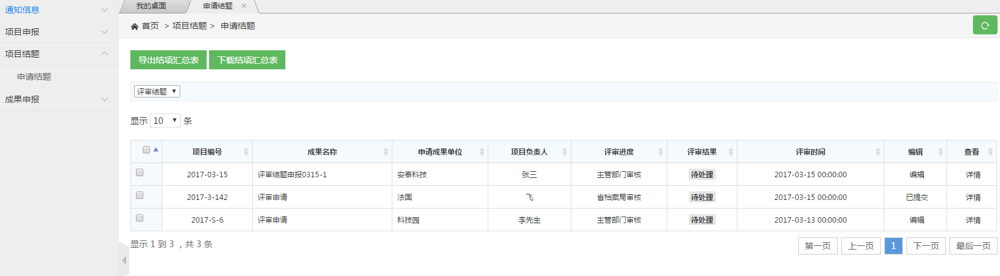 通知信息
项目申报
项目结题
申请结题
成果申报
我的桌面 申请结题
首页 > 项目结题 > 申请结题
导出结项汇总表 下载结项汇总表
评审结题
显示 10 条
项目编号 成果名称 申请成果单位 项目负责人 评审进度 评审结果 评审时间 编辑 查看
2017-03-15 评审结题申报0315-1 安泰科技 张三 主管部门审核 待处理 2017-03-15 00:00:00 编辑 详情
2017-3-142 评审申请 法国 飞 省档案局审核 待处理 2017-03-15 00:00:00 已提交 详情
2017-S-6 评审申请 科技园 李先生 主管部门审核 待处理 2017-03-13 00:00:00 编辑 详情
显示 1 到 3 ，共 3 条
第一页 上一页 1 下一页 最后一页